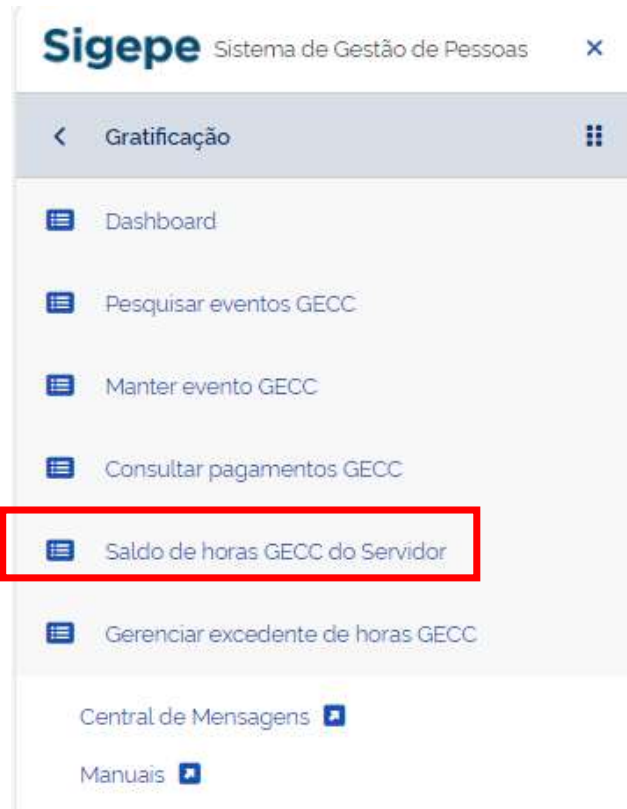 Sigepe Sistema de Gestão de Pessoas
Gratificação
Dashboard
Pesquisar eventos GECC
Manter evento GECC
Consultar pagamentos GECC
Saldo de horas GECC do Servidor
Gerenciar excedente de horas GECC
Central de Mensagens
Manuais